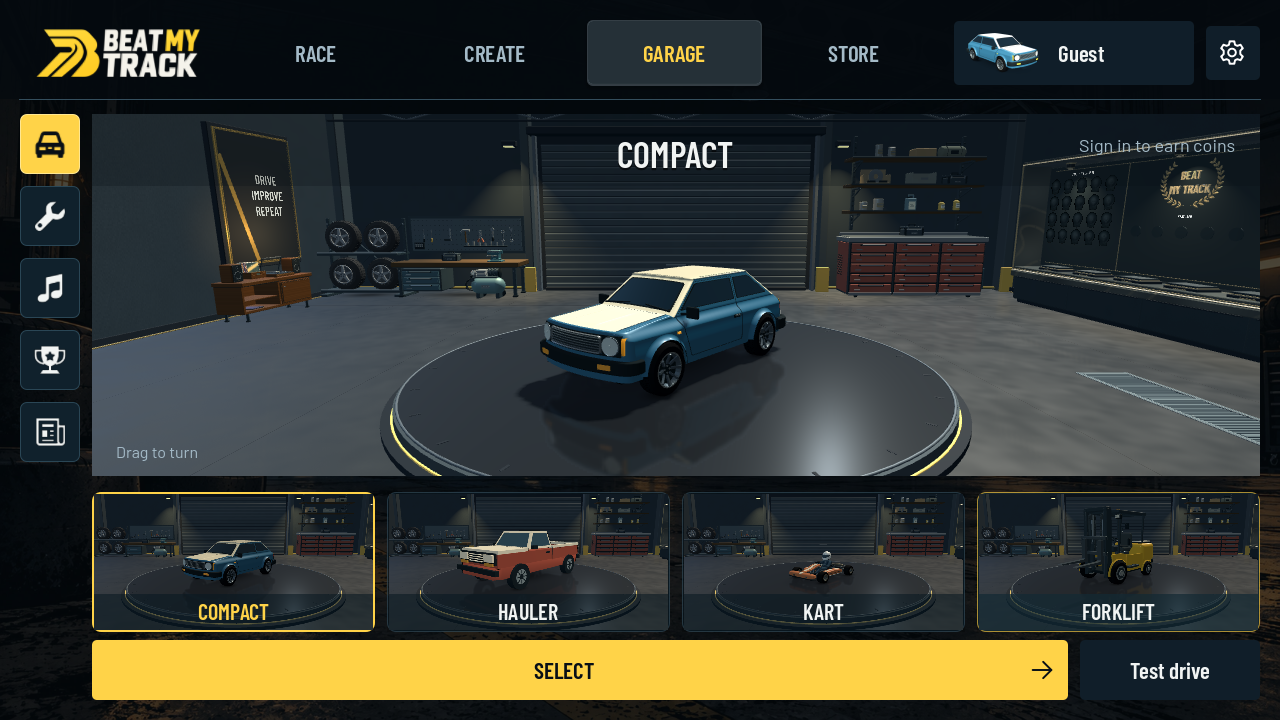 BEAT MY TRACK
RACE
CREATE
GARAGE
STORE
Guest
COMPACT
Sign in to earn coins
DRIVE
IMPROVE
REPEAT
BEAT
MY TRACK
Drag to turn
COMPACT
HAULER
KART
FORKLIFT
SELECT
Test drive